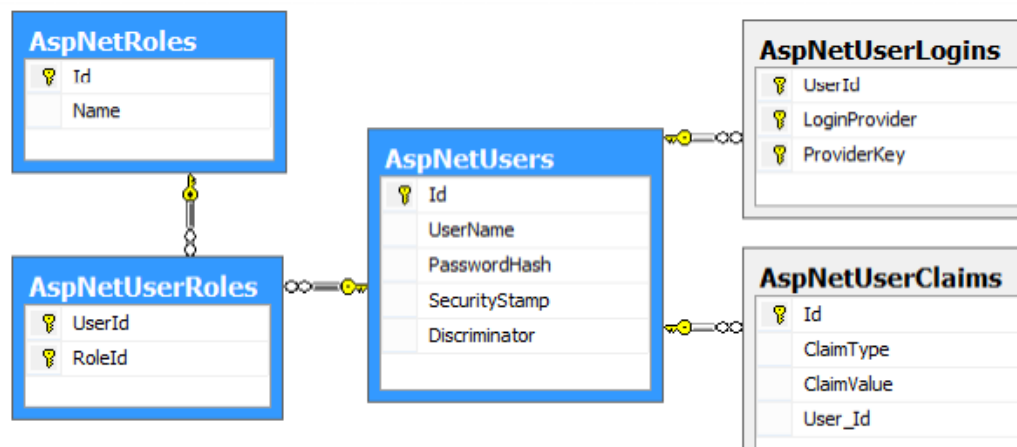 AspNetRoles
Id
Name
AspNetUserRoles
UserId
RoleId
AspNetUsers
Id
UserName
PasswordHash
SecurityStamp
Discriminator
AspNetUserLogins
UserId
LoginProvider
ProviderKey
AspNetUserClaims
Id
ClaimType
ClaimValue
User_Id